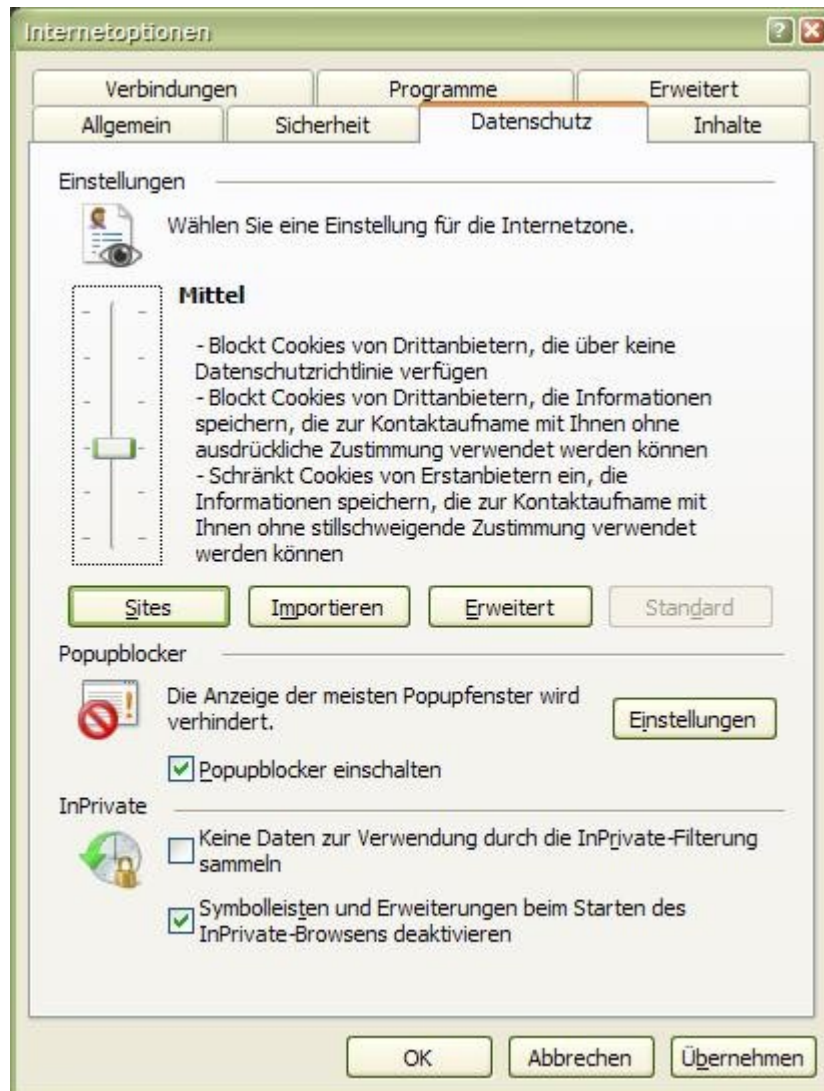 Internetoptionen
Verbindungen Programme Erweitert
Allgemein Sicherheit Datenschutz Inhalte
Einstellungen
Wählen Sie eine Einstellung für die Internetzone.
Mittel
- Blockt Cookies von Drittanbietern, die über keine
Datenschutzrichtlinie verfügen
- Blockt Cookies von Drittanbietern, die Informationen
speichern, die zur Kontaktaufname mit Ihnen ohne
ausdrückliche Zustimmung verwendet werden können
- Schränkt Cookies von Erstanbietern ein, die
Informationen speichern, die zur Kontaktaufname mit
Ihnen ohne stillschweigende Zustimmung verwendet
werden können
Sites Importieren Erweitert Standard
Popupblocker
Die Anzeige der meisten Popupfenster wird
verhindert.
Einstellungen
Popupblocker einschalten
InPrivate
Keine Daten zur Verwendung durch die InPrivate-Filterung
sammeln
Symbolleisten und Erweiterungen beim Starten des
InPrivate-Browsens deaktivieren
OK Abbrechen Übernehmen